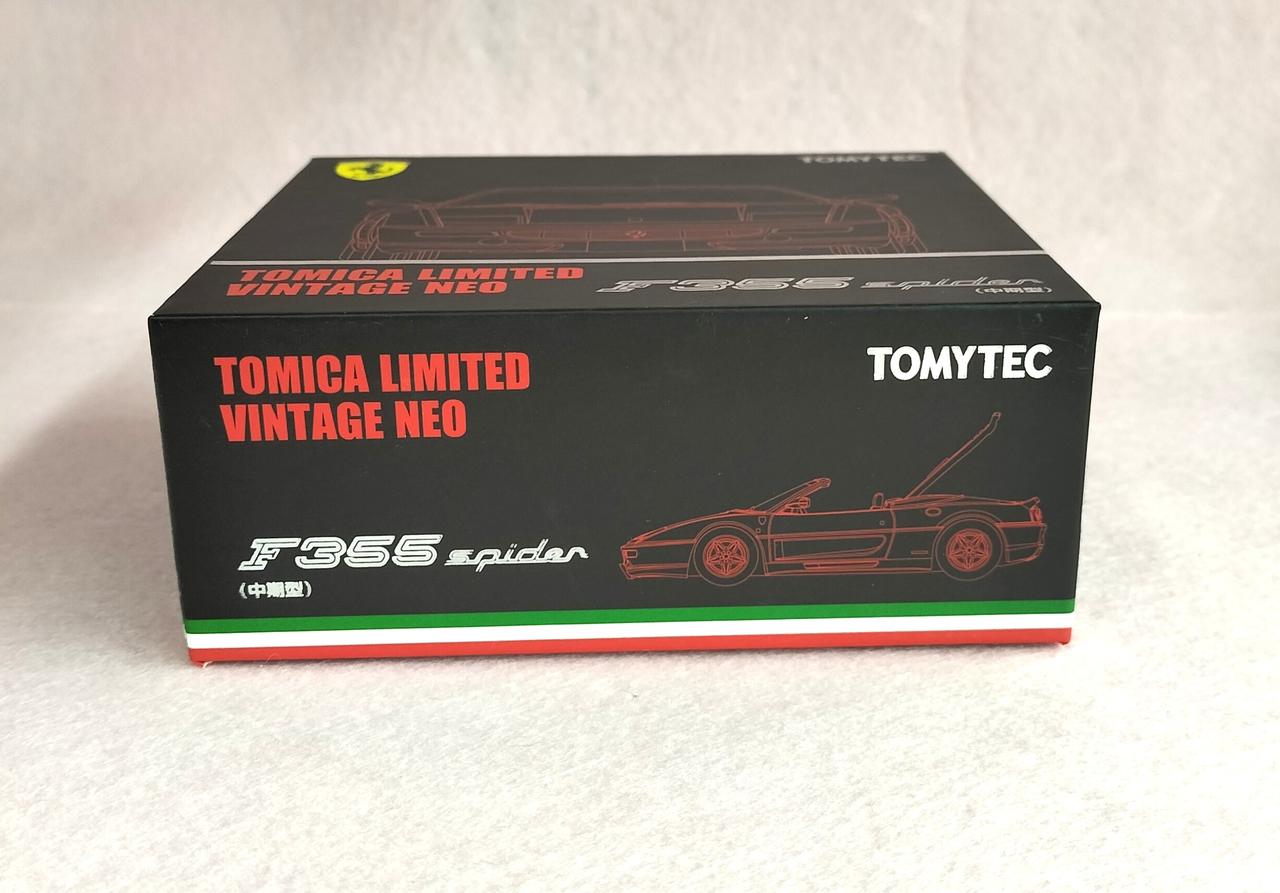 TOMYTEC
TOMICA LIMITED
VINTAGE NEO
F355 spider
(中期型)
TOMICA LIMITED
VINTAGE NEO
TOMYTEC
F355 spider
(中期型)